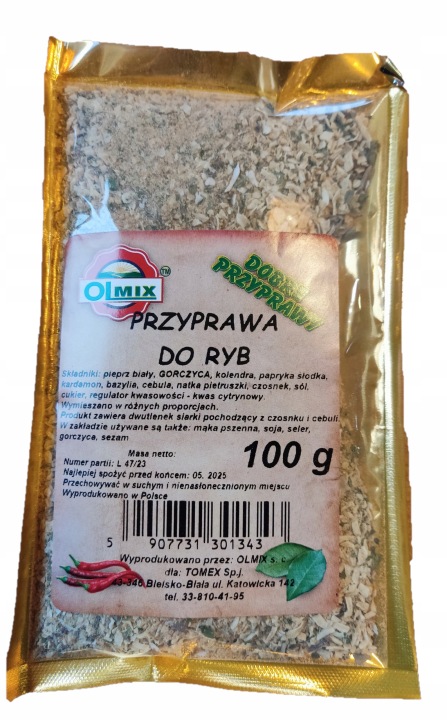 OLMIX
TM
DOBRE
PRZYPRAWY
PRZYPRAWA
DO RYB
Składniki: pieprz biały, GORCZYCA, kolendra, papryka słodka,
kardamon, bazylia, cebula, natka pietruszki, czosnek, sól,
cukier, regulator kwasowości - kwas cytrynowy.
Wymieszano w różnych proporcjach.
Produkt zawiera dwutlenek siarki pochodzący z czosnku i cebuli.
W zakładzie używane są także: mąka pszenna, soja, seler,
gorczyca, sezam
Masa netto:
100 g
Numer partii: L 47/23
Najlepiej spożyć przed końcem: 05. 2025
Przechowywać w suchym i nienasłonecznionym miejscu
Wyprodukowano w Polsce
5 907731 301343
Wyprodukowano przez: OLMIX s. c.
dla: TOMEX Sp.j.
43-346 Bielsko-Biała ul. Katowicka 142
tel. 33-810-41-95